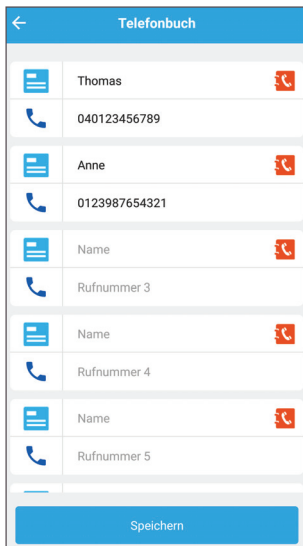 Telefonbuch
Thomas
040123456789
Anne
0123987654321
Name
Rufnummer 3
Name
Rufnummer 4
Name
Rufnummer 5
Speichern